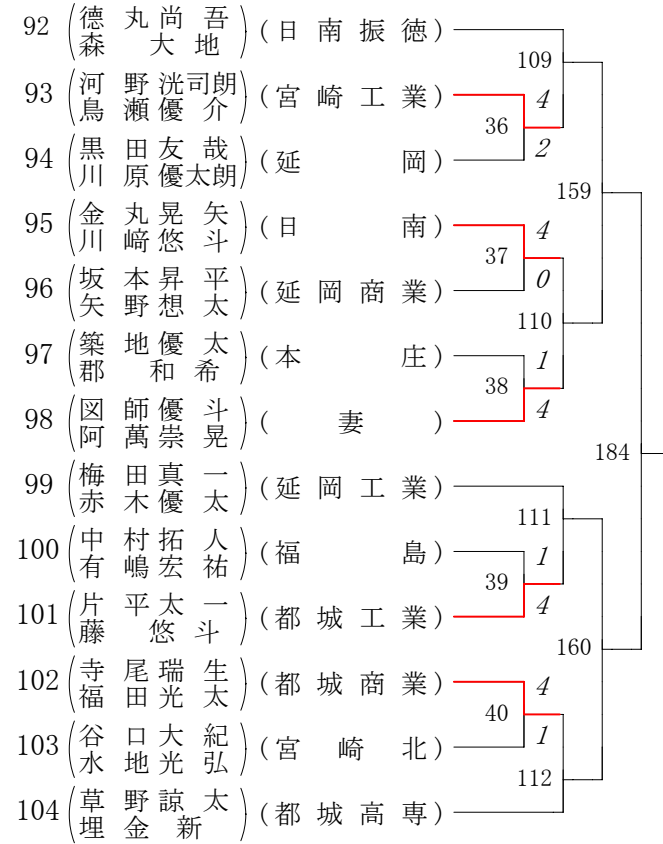 92 (徳丸尚吾 森大地) (日南振徳)
109
93 (河野洸司朗 鳥瀬優介) (宮崎工業) 4
36
94 (黒田友哉 川原優太朗) (延岡) 2
159
95 (金丸晃矢 川﨑悠斗) (日南) 4
37
96 (坂本昇平 矢野想太) (延岡商業) 0
110
97 (築地優太 郡和希) (本庄) 1
38
98 (図師優斗 阿萬崇晃) (妻) 4
184
99 (梅田真一 赤木優太) (延岡工業)
111
100 (中村拓人 有嶋宏祐) (福島) 1
39
101 (片平太一 藤悠斗) (都城工業) 4
160
102 (寺尾瑞生 福田光太) (都城商業) 4
40
103 (谷口大紀 水地光弘) (宮崎北) 1
112
104 (草野諒太 埋金新) (都城高専)